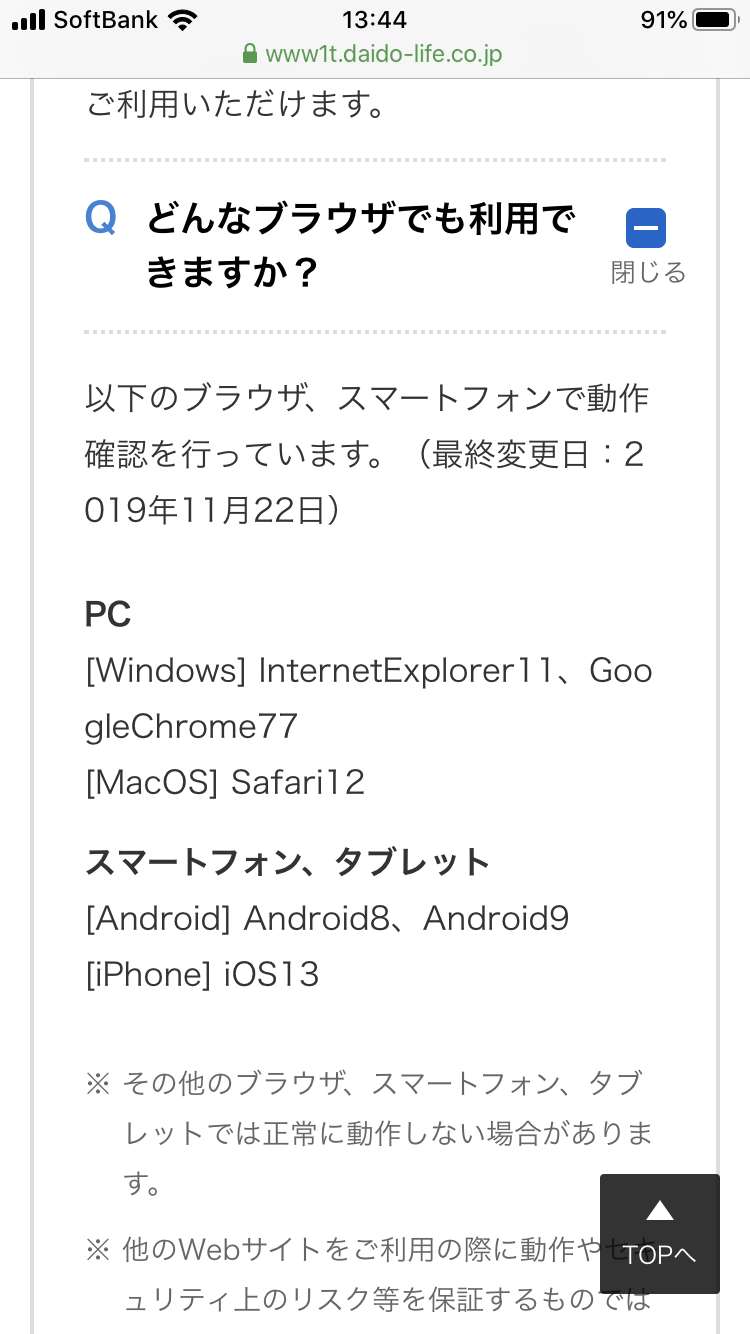 SoftBank 13:44 91%
www1t.daido-life.co.jp
ご利用いただけます。
Q どんなブラウザでも利用で
きますか？
閉じる
以下のブラウザ、スマートフォンで動作
確認を行っています。（最終変更日：2
019年11月22日）
PC
[Windows] InternetExplorer11、Goo
gleChrome77
[MacOS] Safari12
スマートフォン、タブレット
[Android] Android8、Android9
[iPhone] iOS13
※ その他のブラウザ、スマートフォン、タブ
レットでは正常に動作しない場合がありま
す。
※ 他のWebサイトをご利用の際に動作やセキ
ュリティ上のリスク等を保証するものでは
TOPへ